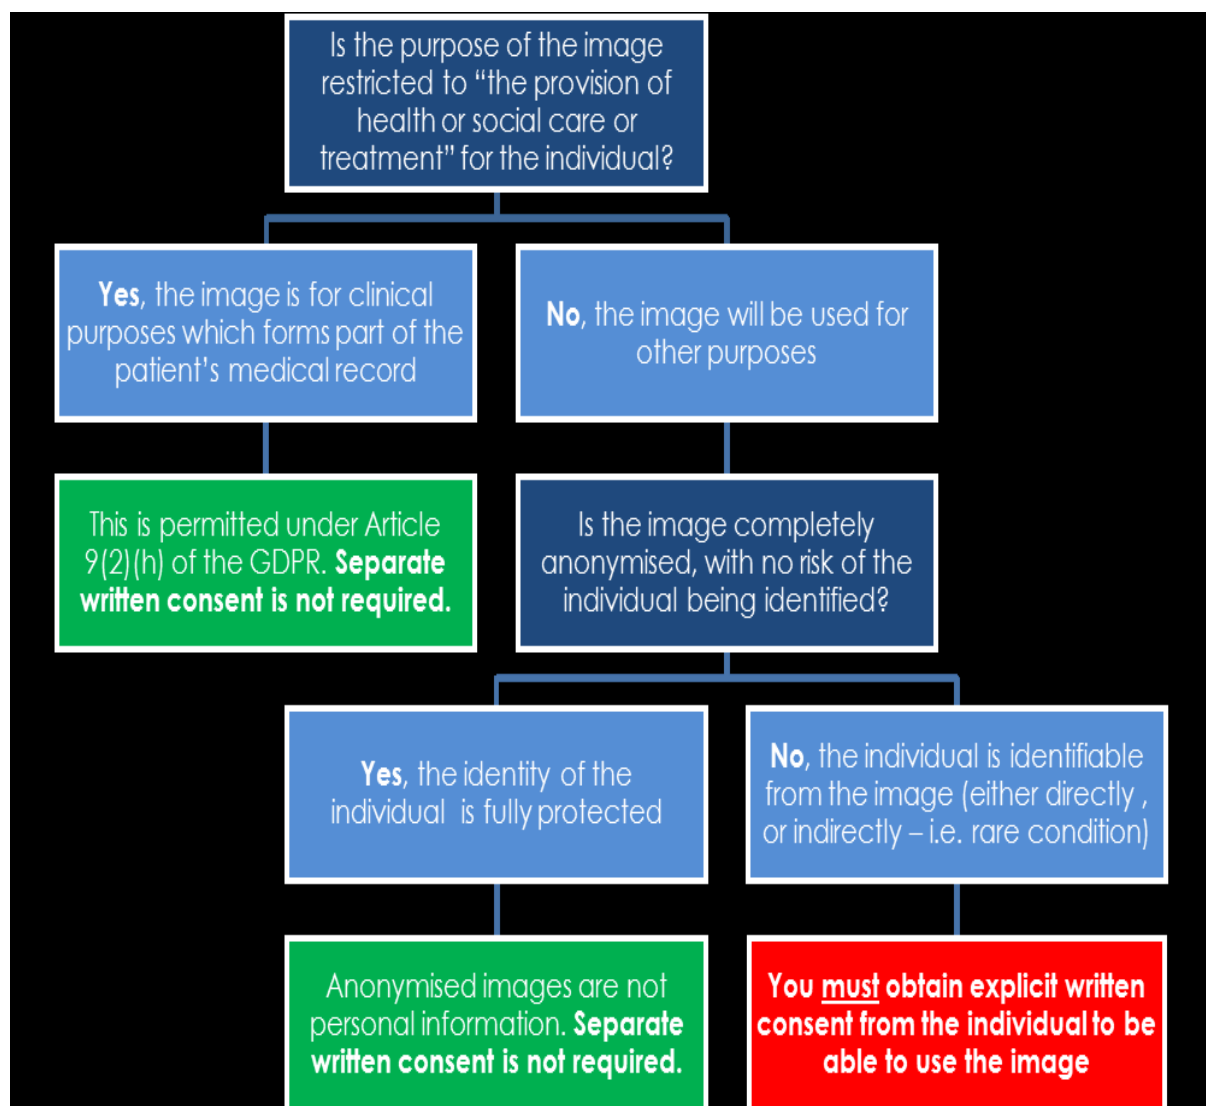 Is the purpose of the image
restricted to “the provision of
health or social care or
treatment” for the individual?
Yes, the image is for clinical
purposes which forms part of the
patient’s medical record
No, the image will be used for
other purposes
This is permitted under Article
9(2)(h) of the GDPR. Separate
written consent is not required.
Is the image completely
anonymised, with no risk of the
individual being identified?
Yes, the identity of the
individual  is fully protected
No, the individual is identifiable
from the image (either directly ,
or indirectly – i.e. rare condition)
Anonymised images are not
personal information. Separate
written consent is not required.
You must obtain explicit written
consent from the individual to be
able to use the image